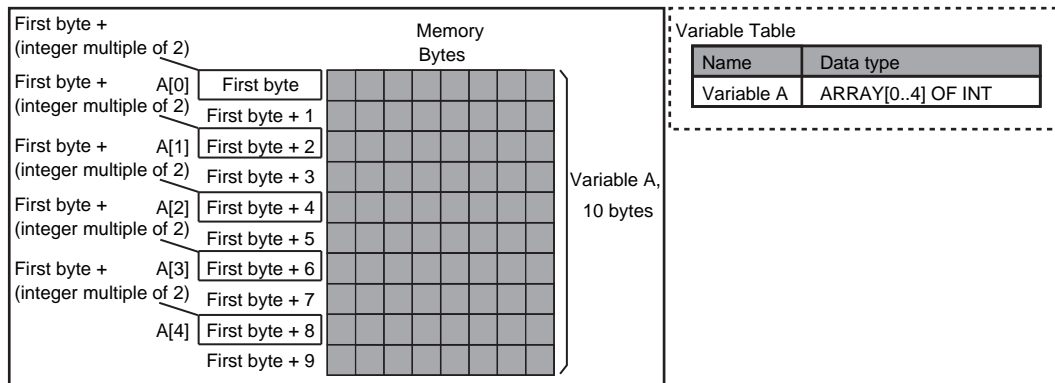 First byte +
(integer multiple of 2)
Memory
Bytes
First byte +
(integer multiple of 2)
A[0] First byte
First byte + 1
First byte +
(integer multiple of 2)
A[1] First byte + 2
First byte + 3
First byte +
(integer multiple of 2)
A[2] First byte + 4
First byte + 5
First byte +
(integer multiple of 2)
A[3] First byte + 6
First byte + 7
A[4] First byte + 8
First byte + 9
Variable A,
10 bytes
Variable Table
Name Data type
Variable A ARRAY[0..4] OF INT